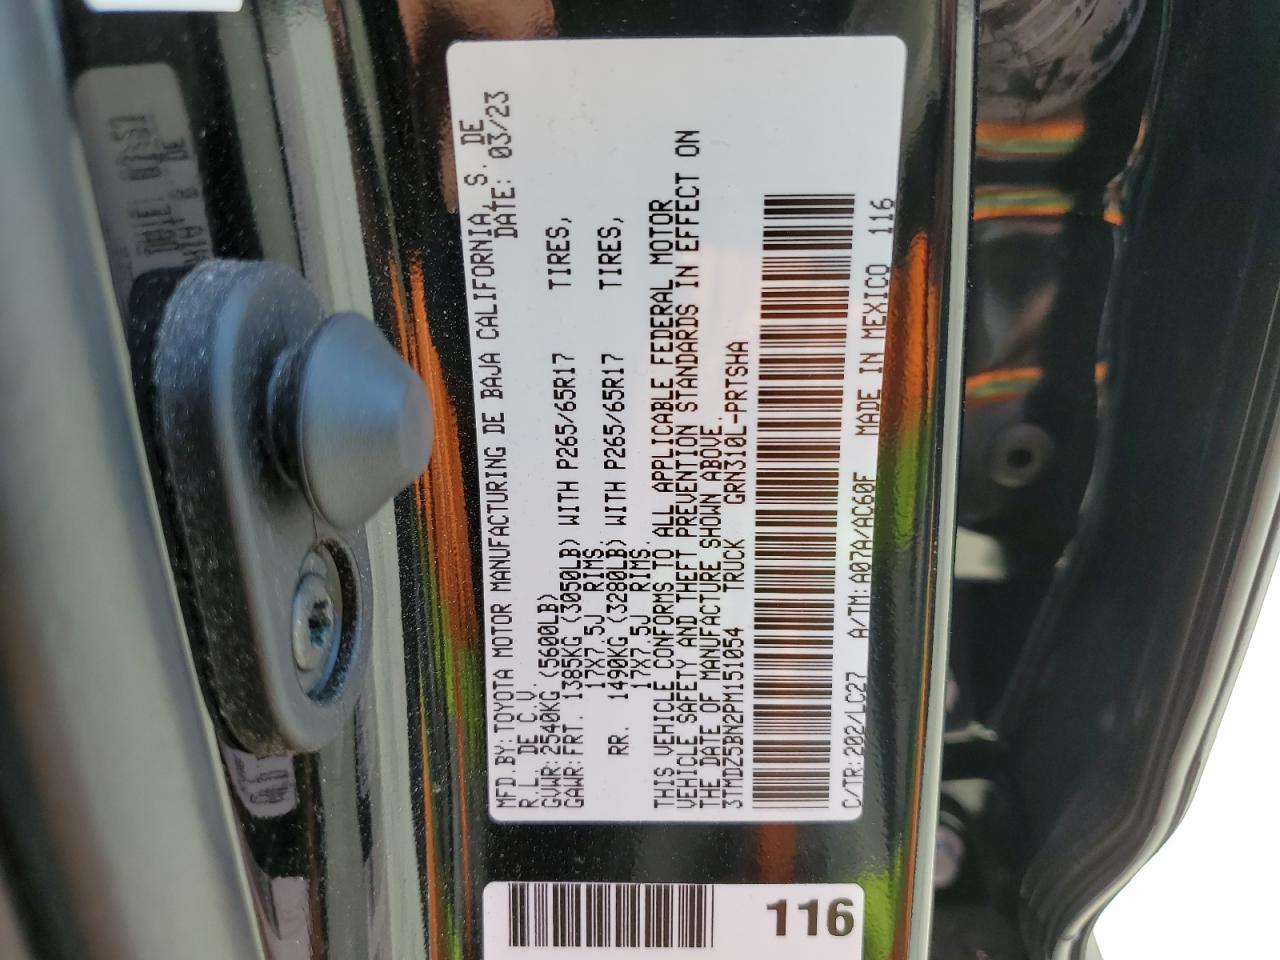 MFD.BY:TOYOTA MOTOR MANUFACTURING DE BAJA CALIFORNIA, S. DE
R.L. DE C.V. DATE: 03/23
GVWR:2540KG (5600LB)
GAWR:FRT. 1385KG (3050LB) WITH P265/65R17 TIRES,
17X7.5J RIMS
RR. 1490KG (3280LB) WITH P265/65R17 TIRES,
17X7.5J RIMS
THIS VEHICLE CONFORMS TO ALL APPLICABLE FEDERAL MOTOR
VEHICLE SAFETY AND THEFT PREVENTION STANDARDS IN EFFECT ON
THE DATE OF MANUFACTURE SHOWN ABOVE.
3TMDZ5BN2PM151054 TRUCK GRN310L-PRTSHA
C/TR:202/LC27 A/TM:A07A/AC60F MADE IN MEXICO 116
116